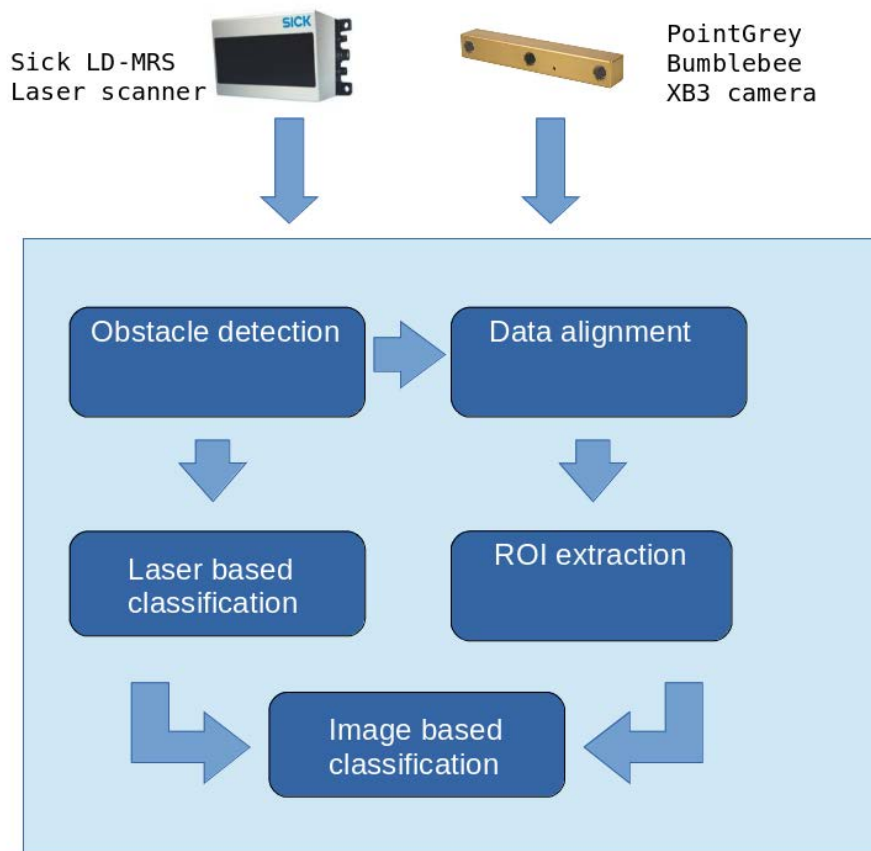 Sick LD-MRS
Laser scanner
SICK
PointGrey
Bumblebee
XB3 camera
Obstacle detection
Data alignment
Laser based
classification
ROI extraction
Image based
classification